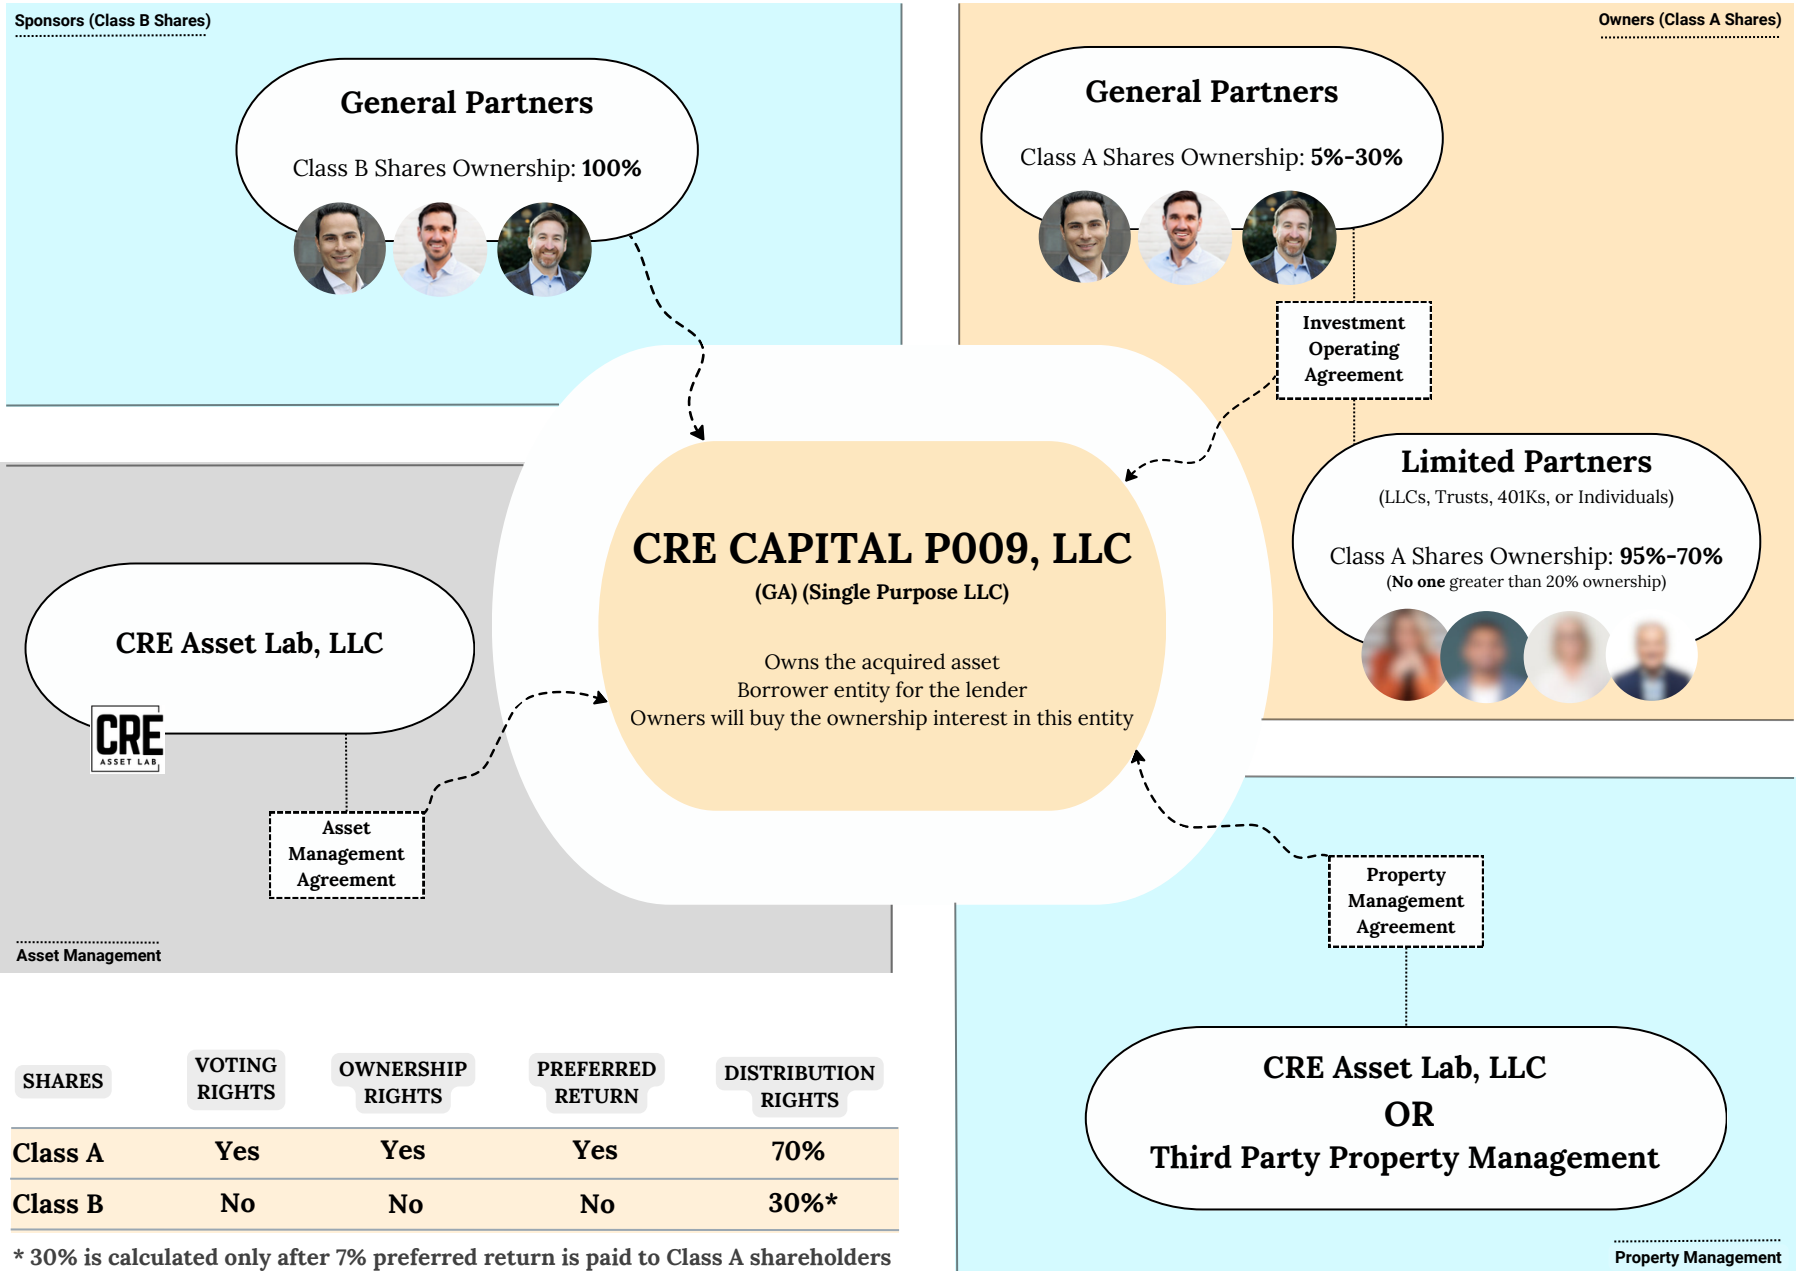 Sponsors (Class B Shares)
General Partners
Class B Shares Ownership: 100%
Owners (Class A Shares)
General Partners
Class A Shares Ownership: 5%-30%
Investment
Operating
Agreement
Limited Partners
(LLCs, Trusts, 401Ks, or Individuals)
Class A Shares Ownership: 95%-70%
(No one greater than 20% ownership)
CRE CAPITAL P009, LLC
(GA) (Single Purpose LLC)
Owns the acquired asset
Borrower entity for the lender
Owners will buy the ownership interest in this entity
CRE Asset Lab, LLC
CRE
ASSET LAB
Asset
Management
Agreement
Asset Management
Property
Management
Agreement
CRE Asset Lab, LLC
OR
Third Party Property Management
Property Management
SHARES VOTING RIGHTS OWNERSHIP RIGHTS PREFERRED RETURN DISTRIBUTION RIGHTS
Class A Yes Yes Yes 70%
Class B No No No 30%*
* 30% is calculated only after 7% preferred return is paid to Class A shareholders